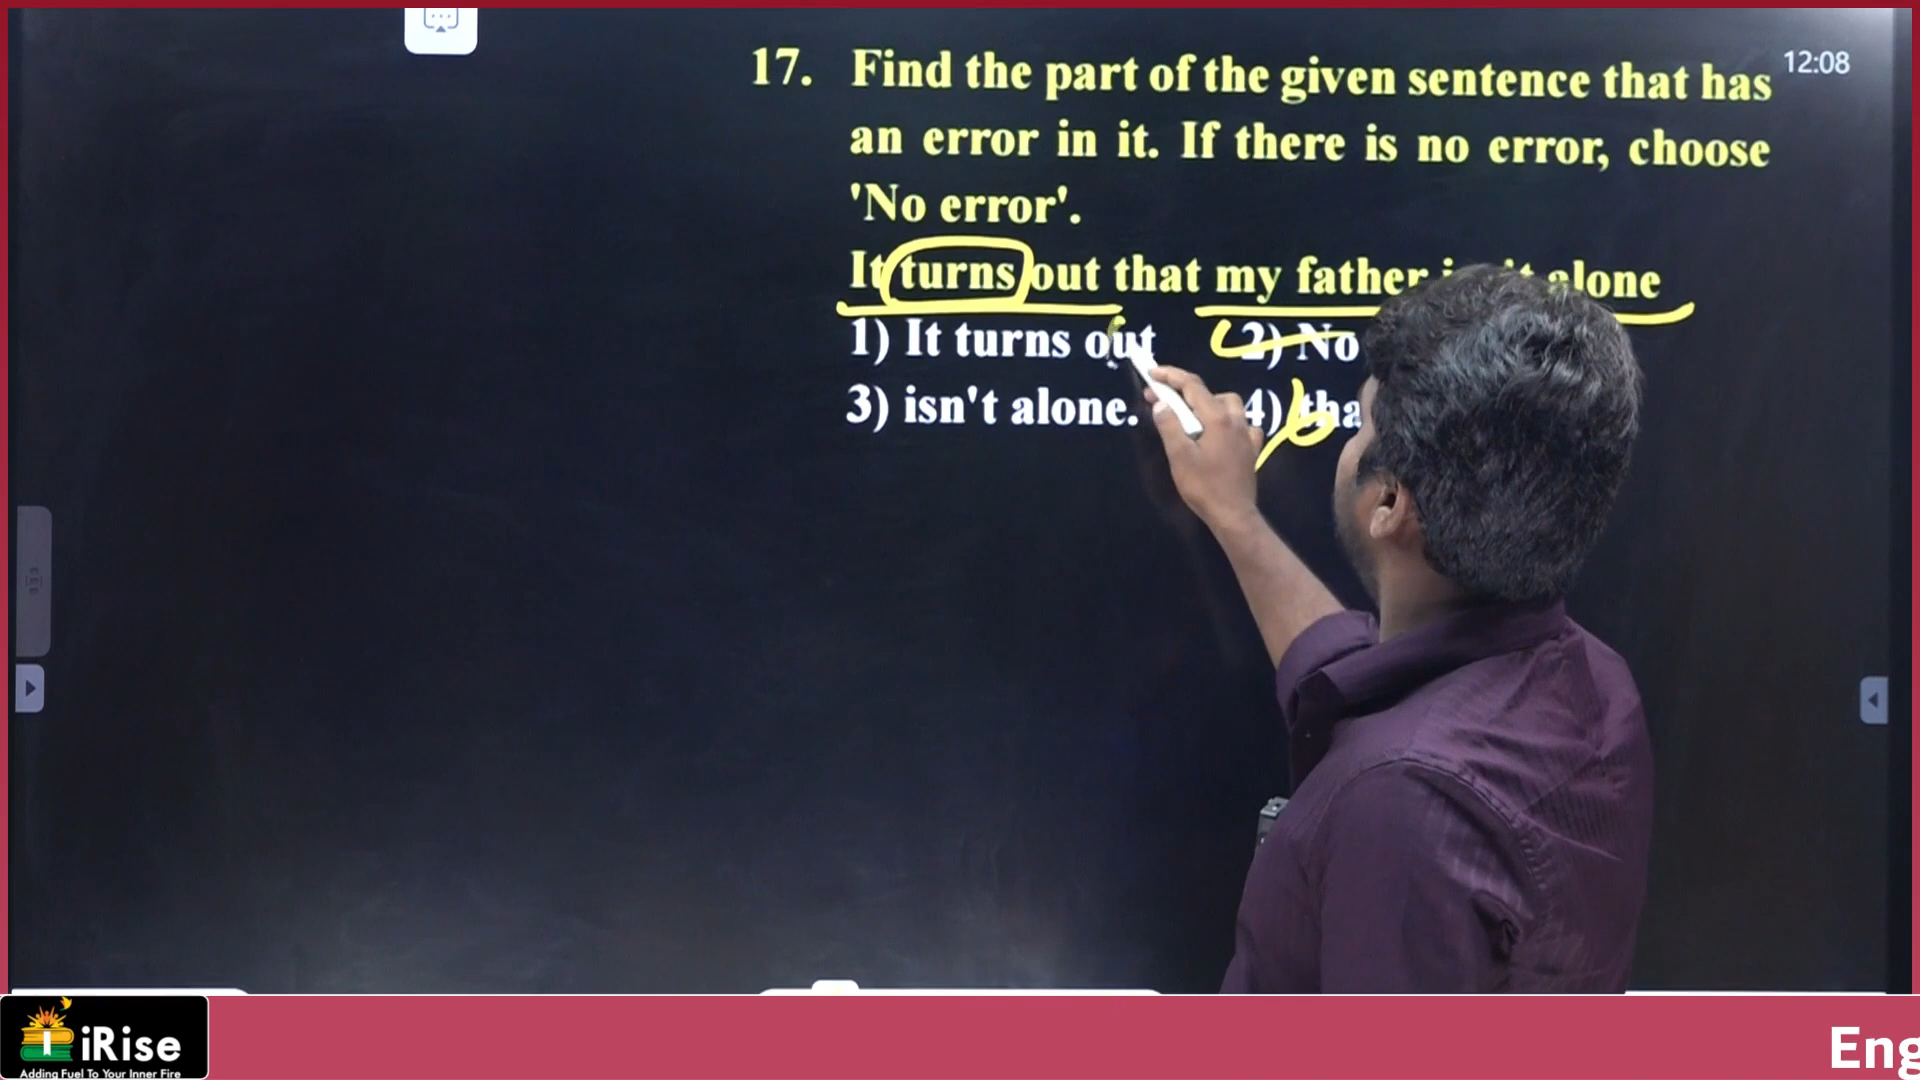 12:08
17. Find the part of the given sentence that has
an error in it. If there is no error, choose
'No error'.
It turns out that my father alone
1) It turns out 2) No
3) isn't alone. 4)
iRise
Adding Fuel To Your Inner Fire
Eng